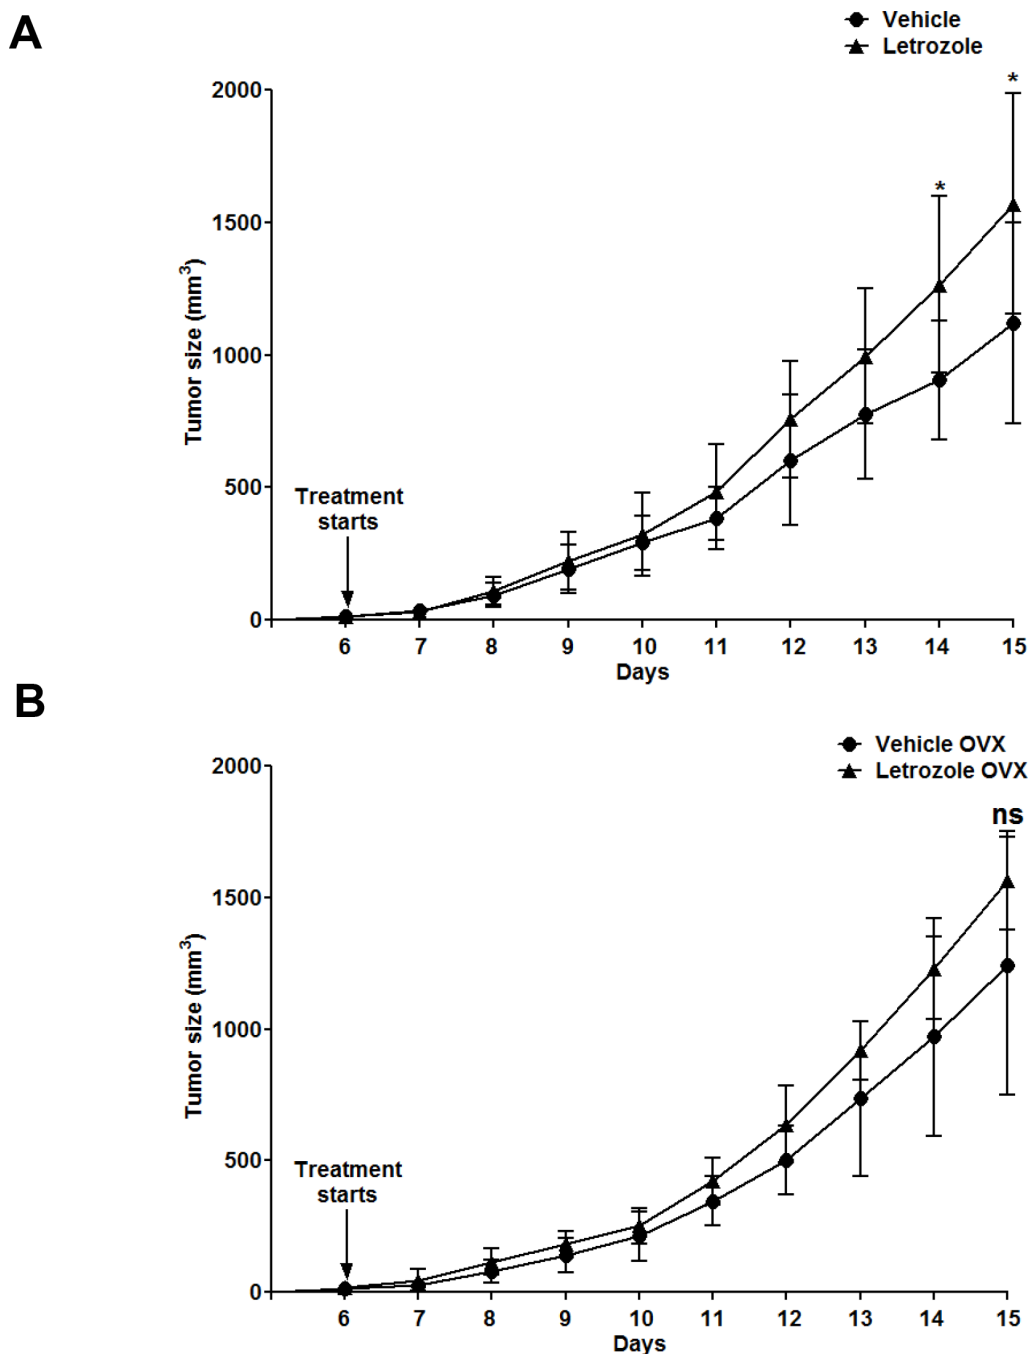 A
Vehicle
Letrozole
2000
1500
1000
500
0
Tumor size (mm³)
Treatment
starts
*
*
6 7 8 9 10 11 12 13 14 15
Days
B
Vehicle OVX
Letrozole OVX
ns
2000
1500
1000
500
0
Tumor size (mm³)
Treatment
starts
6 7 8 9 10 11 12 13 14 15
Days